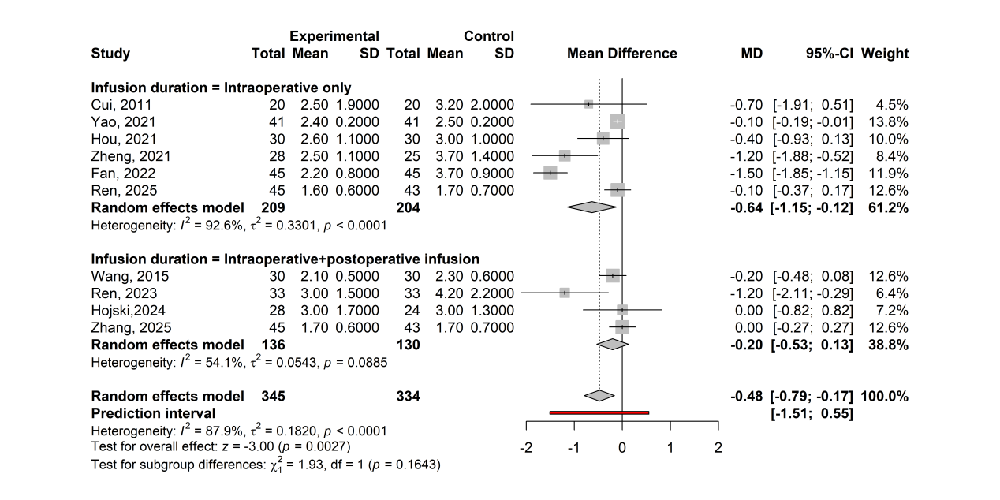 Experimental Control
Study Total Mean SD Total Mean SD Mean Difference MD 95%-CI Weight
Infusion duration = Intraoperative only
Cui, 2011 20 2.50 1.9000 20 3.20 2.0000 -0.70 [-1.91; 0.51] 4.5%
Yao, 2021 41 2.40 0.2000 41 2.50 0.2000 -0.10 [-0.19; -0.01] 13.8%
Hou, 2021 30 2.60 1.1000 30 3.00 1.0000 -0.40 [-0.93; 0.13] 10.0%
Zheng, 2021 28 2.50 1.1000 25 3.70 1.4000 -1.20 [-1.88; -0.52] 8.4%
Fan, 2022 45 2.20 0.8000 45 3.70 0.9000 -1.50 [-1.85; -1.15] 11.9%
Ren, 2025 45 1.60 0.6000 43 1.70 0.7000 -0.10 [-0.37; 0.17] 12.6%
Random effects model 209 204 -0.64 [-1.15; -0.12] 61.2%
Heterogeneity: I² = 92.6%, τ² = 0.3301, p < 0.0001
Infusion duration = Intraoperative+postoperative infusion
Wang, 2015 30 2.10 0.5000 30 2.30 0.6000 -0.20 [-0.48; 0.08] 12.6%
Ren, 2023 33 3.00 1.5000 33 4.20 2.2000 -1.20 [-2.11; -0.29] 6.4%
Hojski,2024 28 3.00 1.7000 24 3.00 1.3000 0.00 [-0.82; 0.82] 7.2%
Zhang, 2025 45 1.70 0.6000 43 1.70 0.7000 0.00 [-0.27; 0.27] 12.6%
Random effects model 136 130 -0.20 [-0.53; 0.13] 38.8%
Heterogeneity: I² = 54.1%, τ² = 0.0543, p = 0.0885
Random effects model 345 334 -0.48 [-0.79; -0.17] 100.0%
Prediction interval [-1.51; 0.55]
Heterogeneity: I² = 87.9%, τ² = 0.1820, p < 0.0001
Test for overall effect: z = -3.00 (p = 0.0027)
Test for subgroup differences: χ²₁ = 1.93, df = 1 (p = 0.1643)
-2 -1 0 1 2